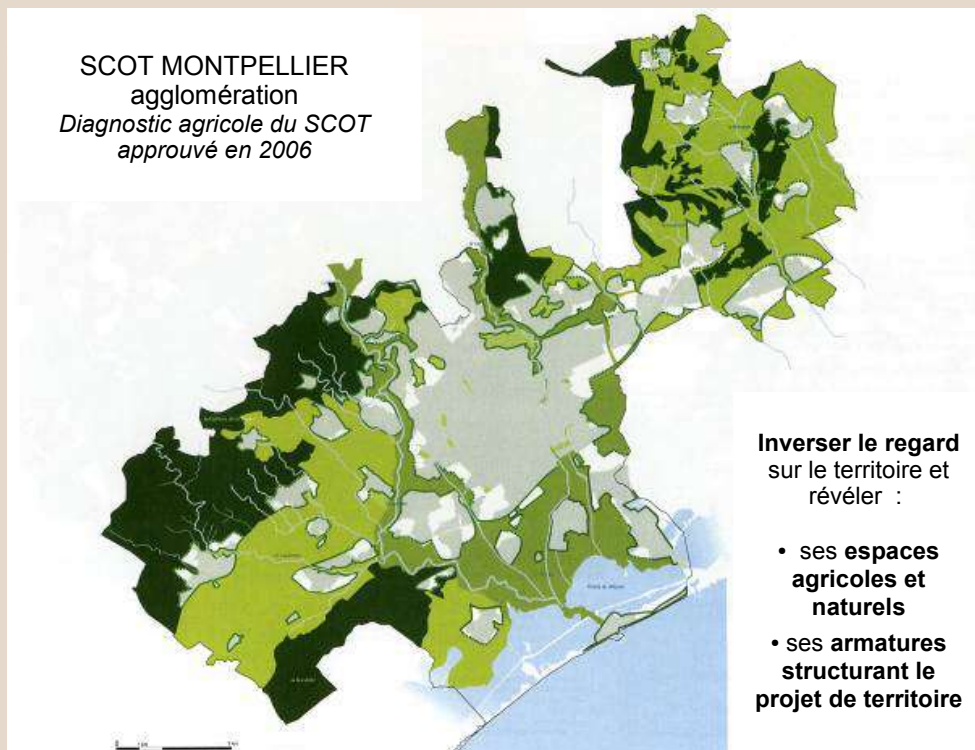 SCOT MONTPELLIER
agglomération
Diagnostic agricole du SCOT
approuvé en 2006
Inverser le regard
sur le territoire et
révéler :
• ses espaces
agricoles et
naturels
• ses armatures
structurant le
projet de territoire